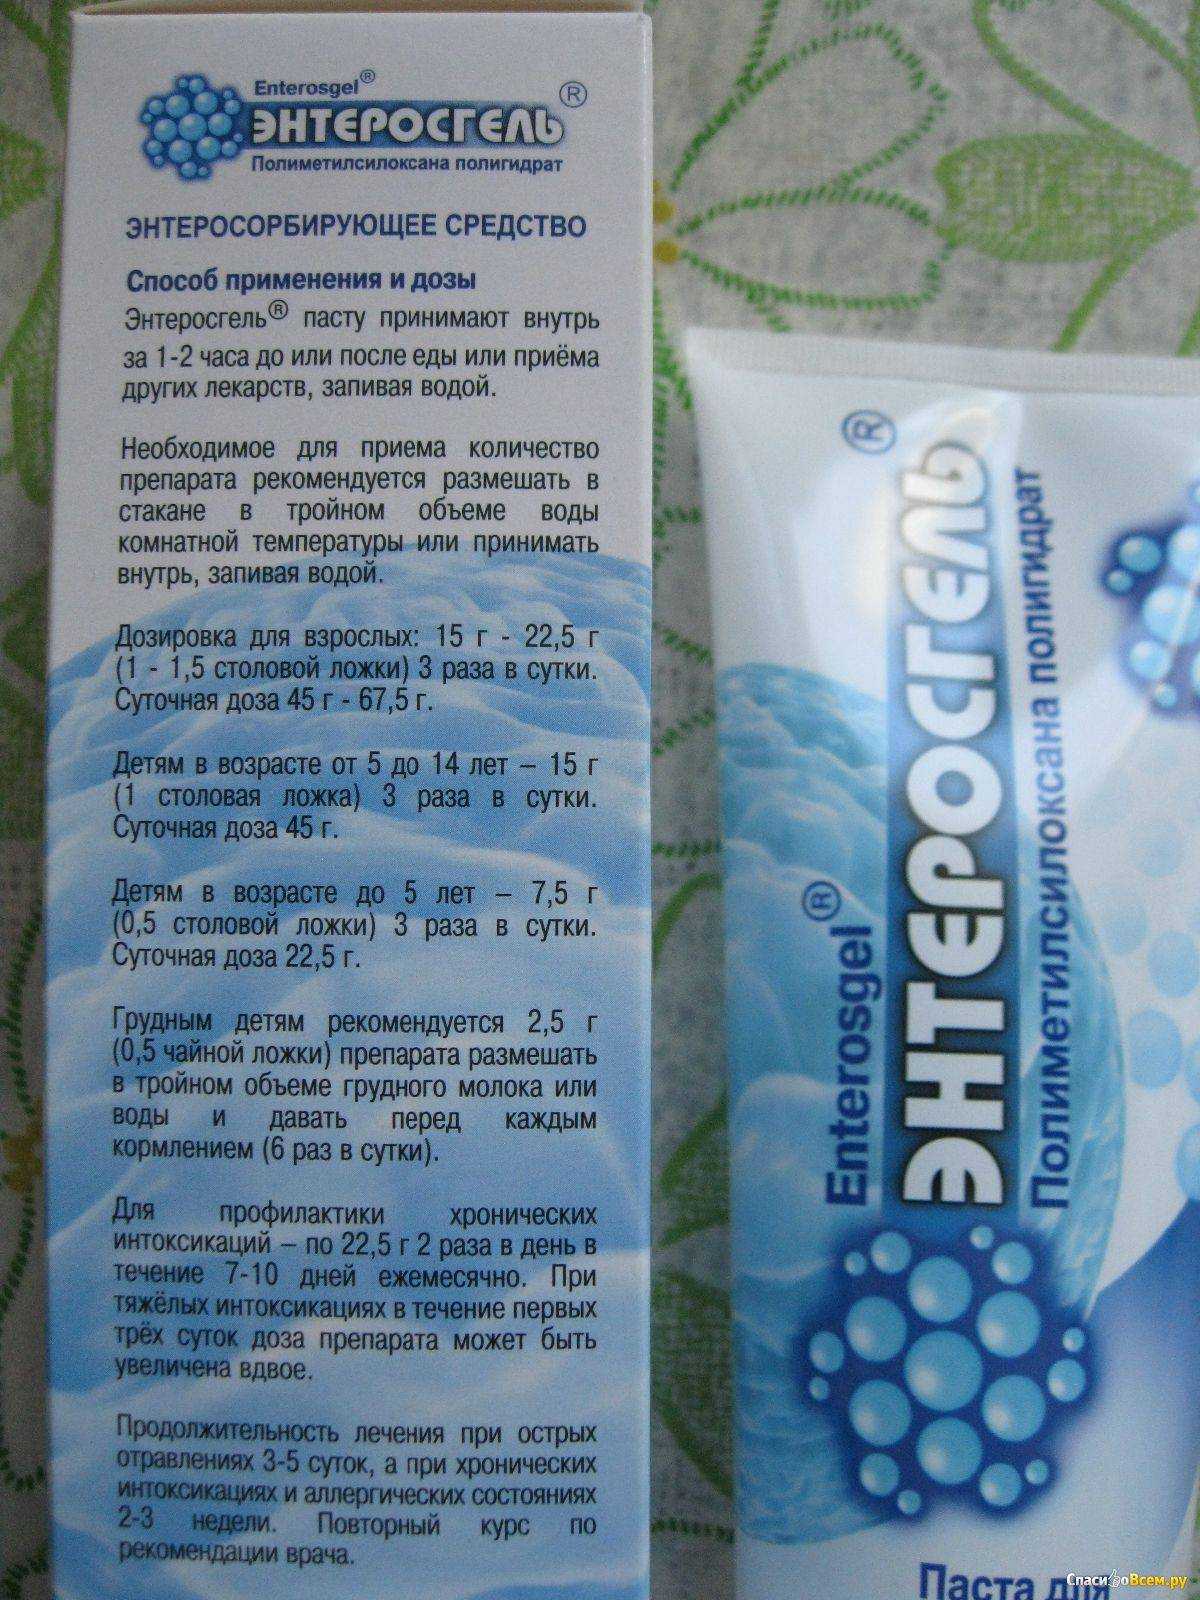 Enterosgel®
ЭНТЕРОСГЕЛЬ®
Полиметилсилоксана полигидрат
ЭНТЕРОСОРБИРУЮЩЕЕ СРЕДСТВО
Способ применения и дозы
Энтеросгель® пасту принимают внутрь
за 1-2 часа до или после еды или приёма
других лекарств, запивая водой.
Необходимое для приема количество
препарата рекомендуется размешать в
стакане в тройном объеме воды
комнатной температуры или принимать
внутрь, запивая водой.
Дозировка для взрослых: 15 г - 22,5 г
(1 - 1,5 столовой ложки) 3 раза в сутки.
Суточная доза 45 г - 67,5 г.
Детям в возрасте от 5 до 14 лет – 15 г
(1 столовая ложка) 3 раза в сутки.
Суточная доза 45 г.
Детям в возрасте до 5 лет – 7,5 г
(0,5 столовой ложки) 3 раза в сутки.
Суточная доза 22,5 г.
Грудным детям рекомендуется 2,5 г
(0,5 чайной ложки) препарата размешать
в тройном объеме грудного молока или
воды и давать перед каждым
кормлением (6 раз в сутки).
Для профилактики хронических
интоксикаций – по 22,5 г 2 раза в день в
течение 7-10 дней ежемесячно. При
тяжёлых интоксикациях в течение первых
трёх суток доза препарата может быть
увеличена вдвое.
Продолжительность лечения при острых
отравлениях 3-5 суток, а при хронических
интоксикациях и аллергических состояниях
2-3 недели. Повторный курс по
рекомендации врача.
Enterosgel®
ЭНТЕРОСГЕЛЬ®
Полиметилсилоксана полигидрат
Паста для
СпасибоВсем.ру